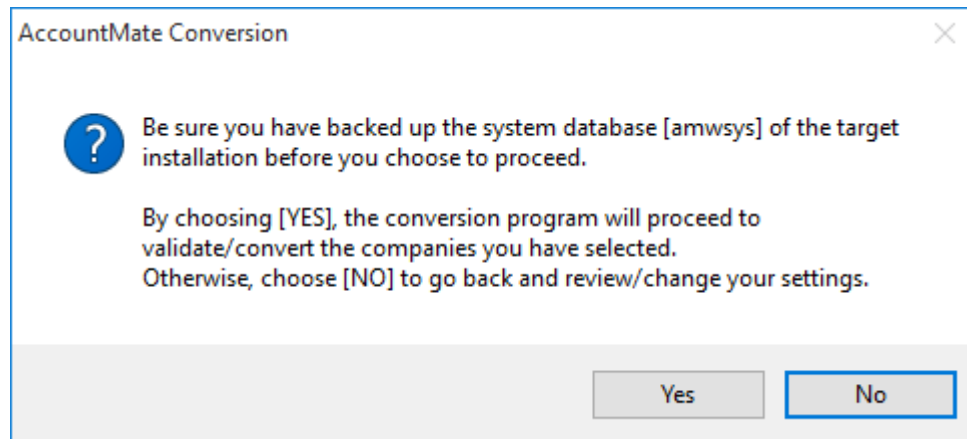 AccountMate Conversion
Be sure you have backed up the system database [amwsys] of the target
installation before you choose to proceed.
By choosing [YES], the conversion program will proceed to
validate/convert the companies you have selected.
Otherwise, choose [NO] to go back and review/change your settings.
Yes
No